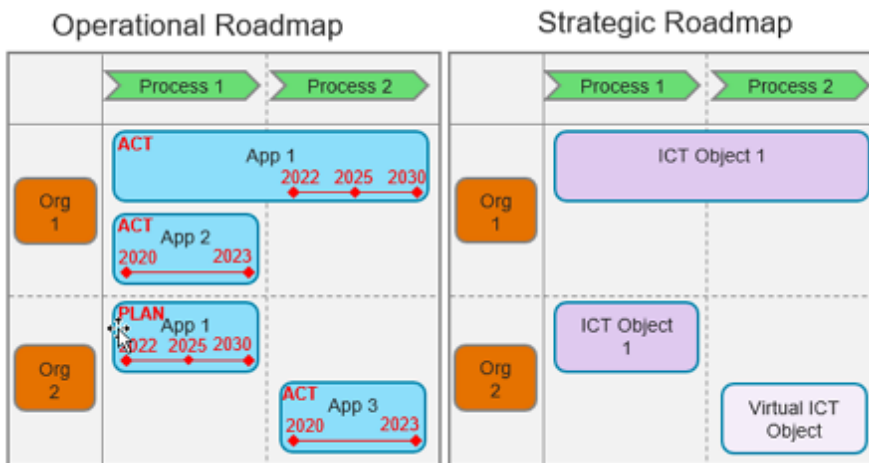 Operational Roadmap
Process 1
Process 2
Org
1
ACT
App 1
2022 2025 2030
ACT
App 2
2020 2023
Org
2
PLAN
App 1
2022 2025 2030
ACT
App 3
2020 2023
Strategic Roadmap
Process 1
Process 2
Org
1
ICT Object 1
Org
2
ICT Object
1
Virtual ICT
Object